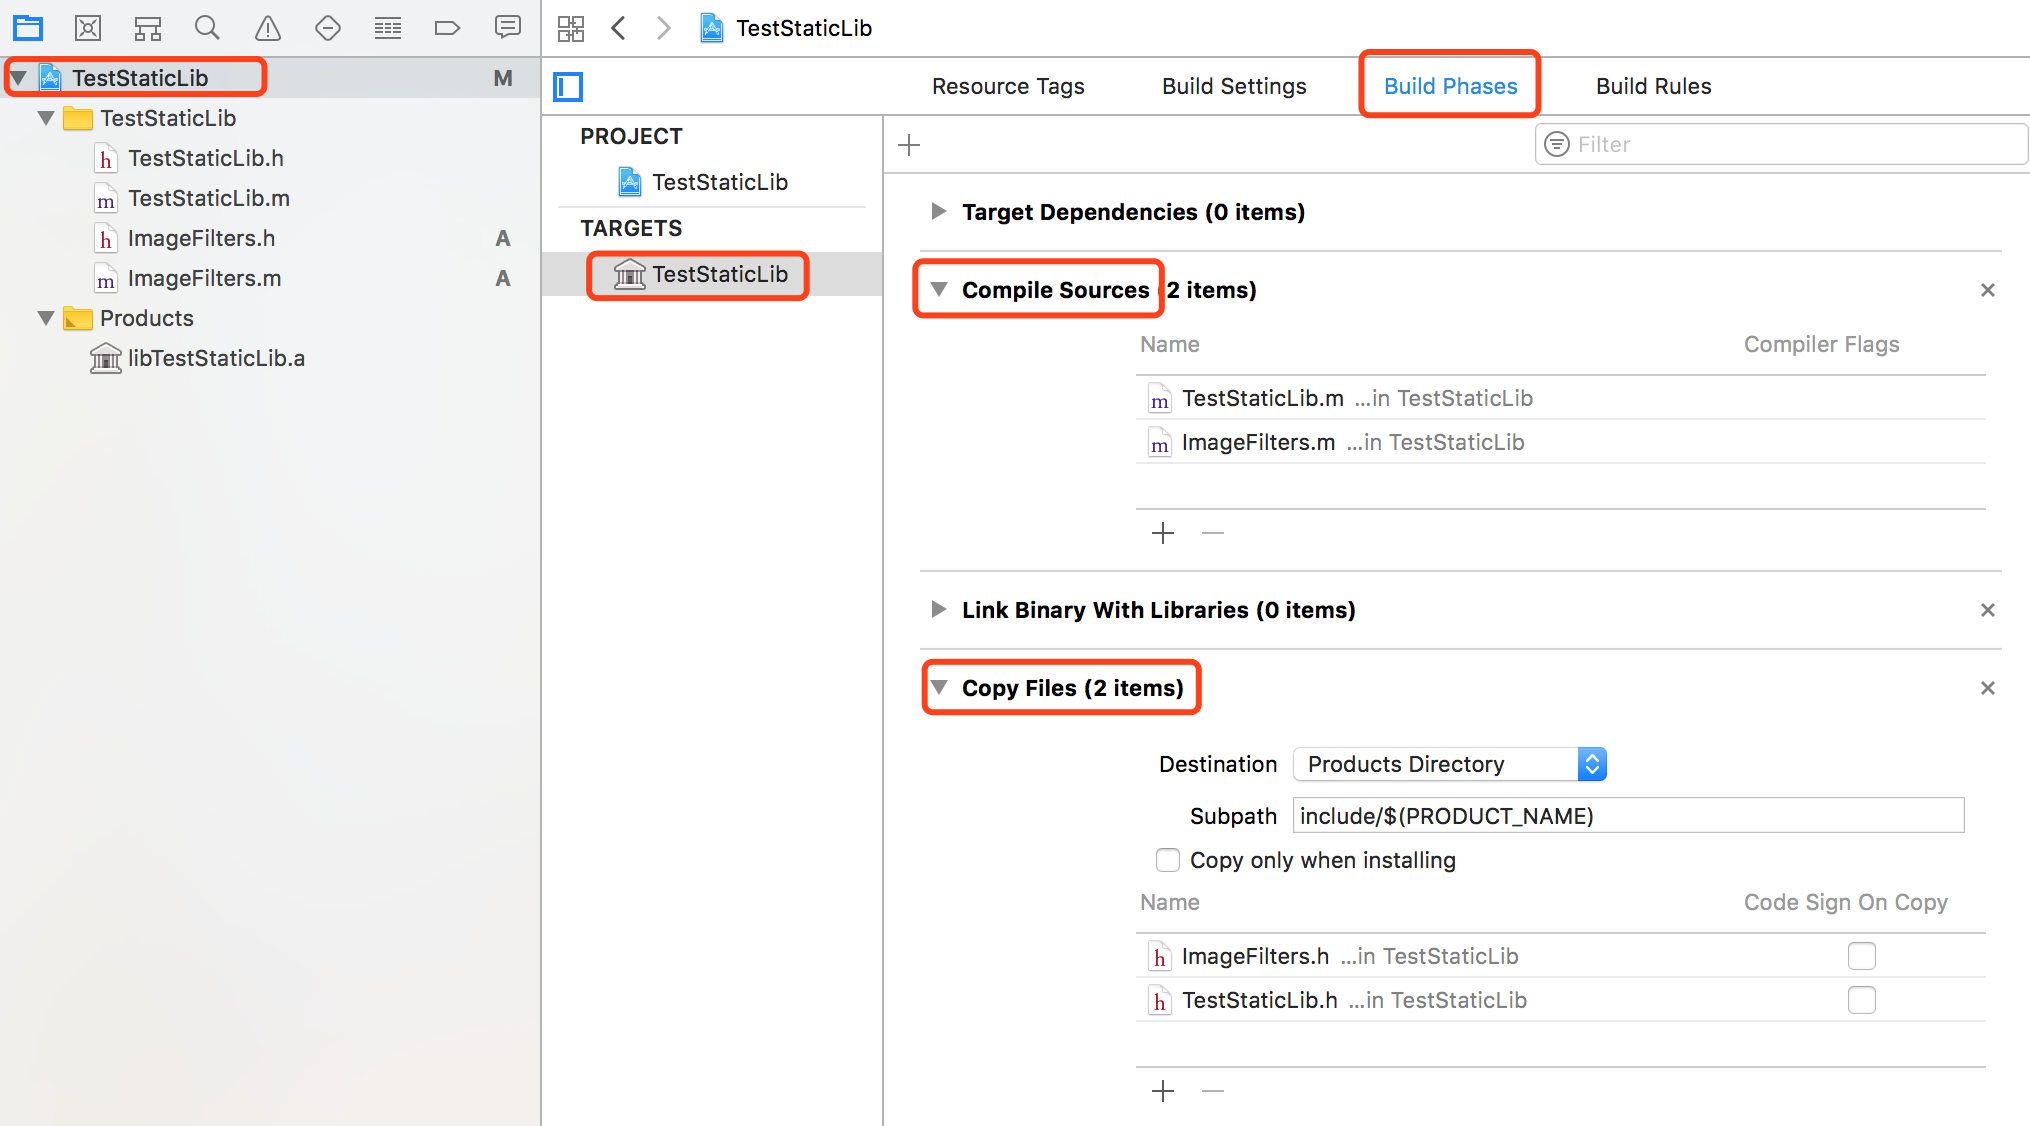 TestStaticLib M
TestStaticLib
h TestStaticLib.h
m TestStaticLib.m
h ImageFilters.h A
m ImageFilters.m A
Products
libTestStaticLib.a
TestStaticLib
Resource Tags Build Settings Build Phases Build Rules
PROJECT
TestStaticLib
TARGETS
TestStaticLib
Filter
Target Dependencies (0 items)
Compile Sources (2 items)
Name Compiler Flags
m TestStaticLib.m ...in TestStaticLib
m ImageFilters.m ...in TestStaticLib
Link Binary With Libraries (0 items)
Copy Files (2 items)
Destination Products Directory
Subpath include/$(PRODUCT_NAME)
Copy only when installing
Name Code Sign On Copy
h ImageFilters.h ...in TestStaticLib
h TestStaticLib.h ...in TestStaticLib